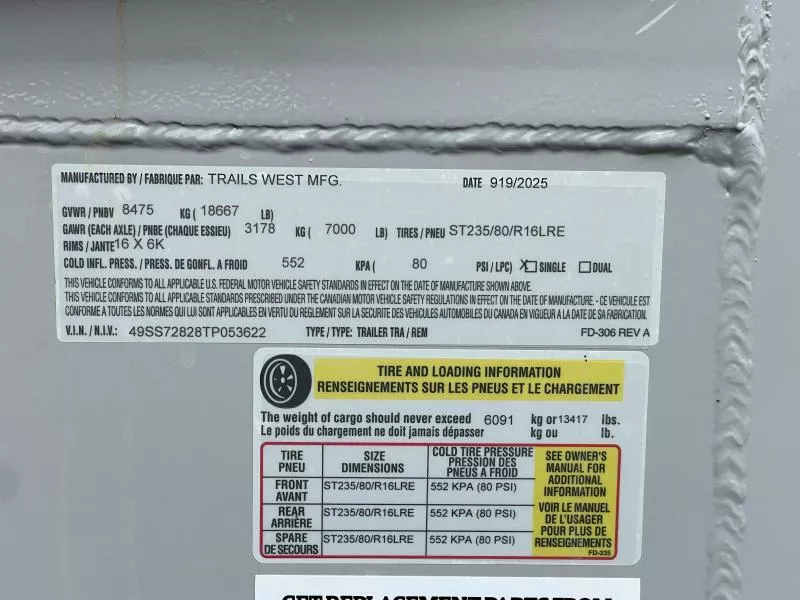 MANUFACTURED BY / FABRIQUE PAR: TRAILS WEST MFG. DATE 919/2025
GVWR / PNBV 8475 KG ( 18667 LB)
GAWR (EACH AXLE) / PNBE (CHAQUE ESSIEU) 3178 KG ( 7000 LB) TIRES / PNEU ST235/80/R16LRE
RIMS / JANTE 16 X 6K
COLD INFL. PRESS. / PRESS. DE GONFL. A FROID 552 KPA ( 80 PSI / LPC) X SINGLE DUAL
THIS VEHICLE CONFORMS TO ALL APPLICABLE U.S. FEDERAL MOTOR VEHICLE SAFETY STANDARDS IN EFFECT ON THE DATE OF MANUFACTURE SHOWN ABOVE.
THIS VEHICLE CONFORMS TO ALL APPLICABLE STANDARDS PRESCRIBED UNDER THE CANADIAN MOTOR VEHICLE SAFETY REGULATIONS IN EFFECT ON THE DATE OF MANUFACTURE. - CE VEHICULE EST
CONFORME A TOUTES LES NORMES QUI LUI SONT APPLICABLES EN VERTU DU REGLEMENT SUR LA SECURITE DES VEHICULES AUTOMOBILES DU CANADA EN VIGUEUR A LA DATE DE SA FABRICATION.
V.I.N. / N.I.V.: 49SS72828TP053622 TYPE / TYPE: TRAILER TRA / REM FD-306 REV A
TIRE AND LOADING INFORMATION
RENSEIGNEMENTS SUR LES PNEUS ET LE CHARGEMENT
The weight of cargo should never exceed 6091 kg or 13417 lbs.
Le poids du chargement ne doit jamais dépasser kg ou lb.
TIRE PNEU
SIZE DIMENSIONS
COLD TIRE PRESSURE
PRESSION DES
PNEUS A FROID
FRONT AVANT
ST235/80/R16LRE
552 KPA (80 PSI)
REAR ARRIÈRE
ST235/80/R16LRE
552 KPA (80 PSI)
SPARE DE SECOURS
ST235/80/R16LRE
552 KPA (80 PSI)
SEE OWNER'S
MANUAL FOR
ADDITIONAL
INFORMATION
VOIR LE MANUEL
DE L'USAGER
POUR PLUS DE
RENSEIGNEMENTS
FD-335
GET REPLACEMENT PARTS FROM